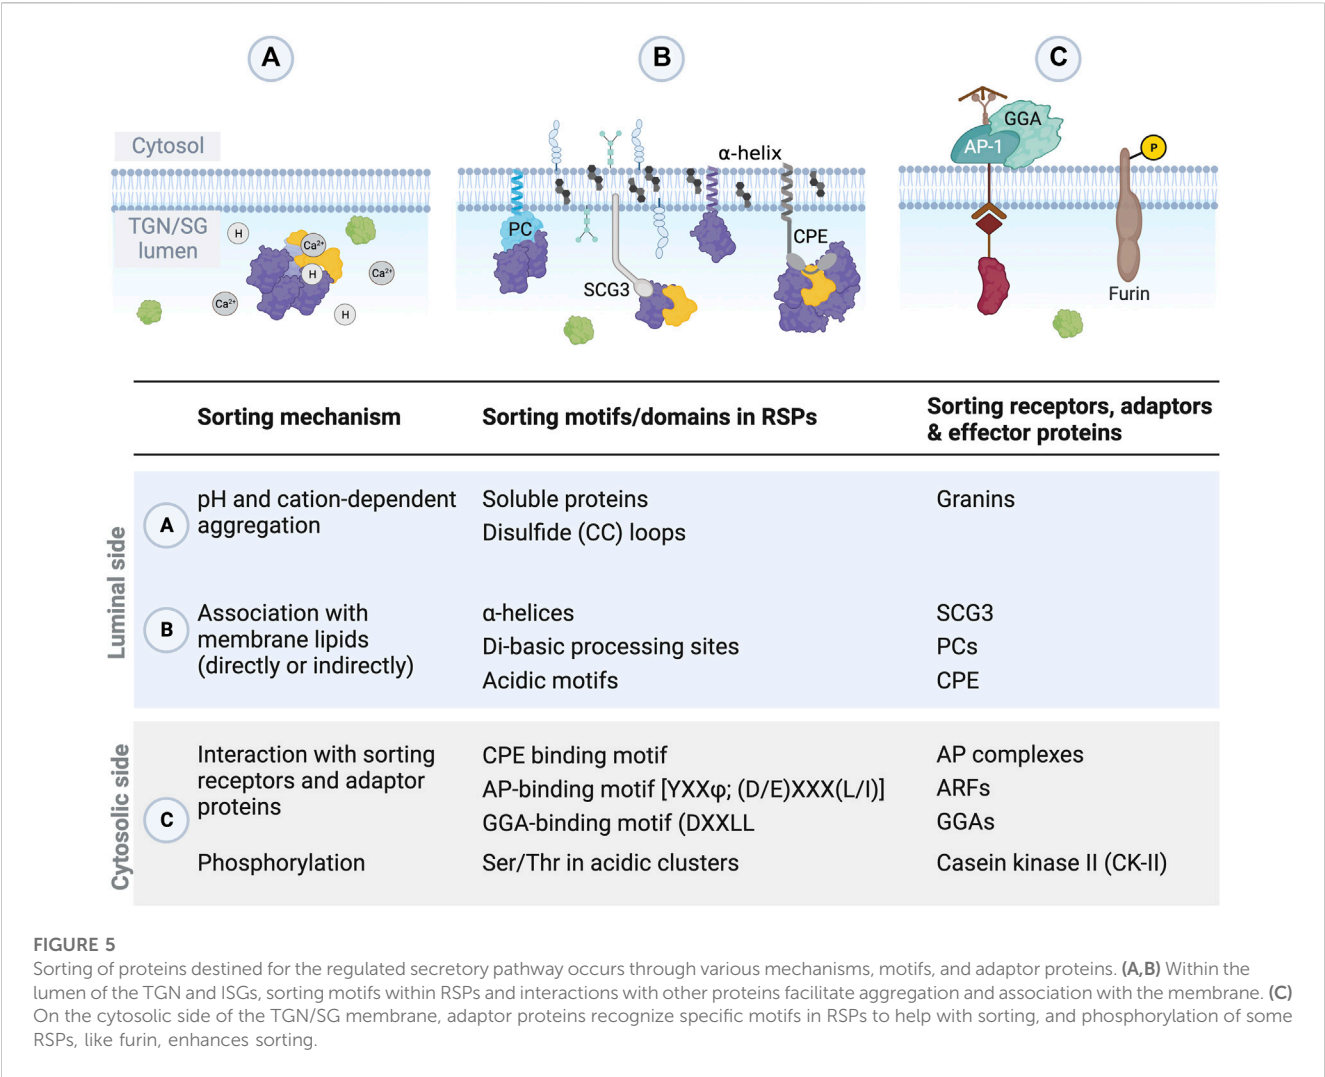 A
B
C
Cytosol
TGN/SG
lumen
H
Ca²⁺
H
Ca²⁺
Ca²⁺
H
α-helix
PC
SCG3
CPE
GGA
AP-1
P
Furin
Sorting mechanism
Sorting motifs/domains in RSPs
Sorting receptors, adaptors
& effector proteins
Luminal side
A
pH and cation-dependent
aggregation
Soluble proteins
Disulfide (CC) loops
Granins
B
Association with
membrane lipids
(directly or indirectly)
α-helices
Di-basic processing sites
Acidic motifs
SCG3
PCs
CPE
Cytosolic side
C
Interaction with sorting
receptors and adaptor
proteins
CPE binding motif
AP-binding motif [YXXφ; (D/E)XXX(L/I)]
GGA-binding motif (DXXLL
AP complexes
ARFs
GGAs
Phosphorylation
Ser/Thr in acidic clusters
Casein kinase II (CK-II)
FIGURE 5
Sorting of proteins destined for the regulated secretory pathway occurs through various mechanisms, motifs, and adaptor proteins. (A,B) Within the
lumen of the TGN and ISGs, sorting motifs within RSPs and interactions with other proteins facilitate aggregation and association with the membrane. (C)
On the cytosolic side of the TGN/SG membrane, adaptor proteins recognize specific motifs in RSPs to help with sorting, and phosphorylation of some
RSPs, like furin, enhances sorting.